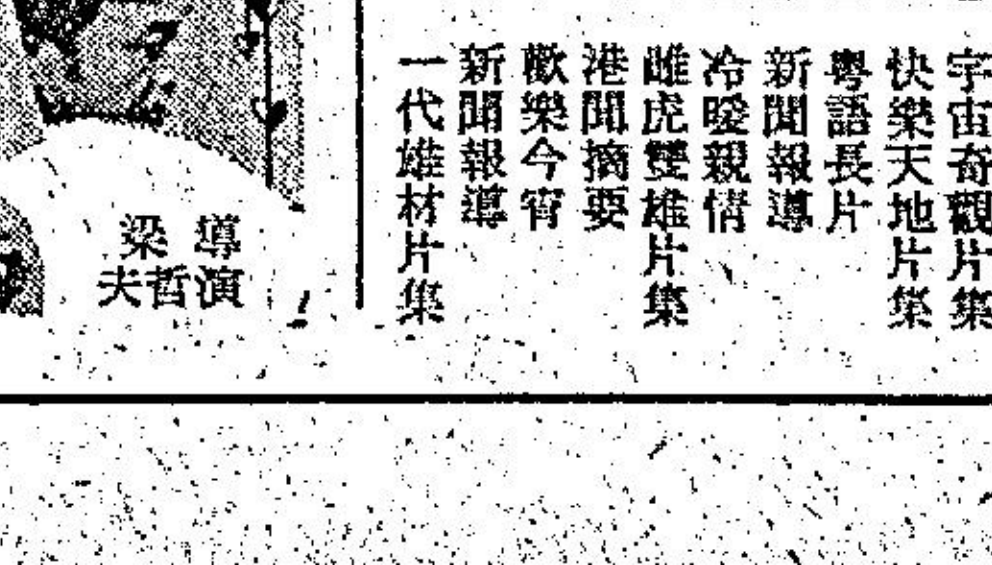 宇宙奇觀片集
快樂天地片集
粵語長片
新聞報導
冷暖親情
雌虎雙雄片集
港聞摘要
歡樂今宵
新聞報導
一代雄材片集
導演
梁哲夫